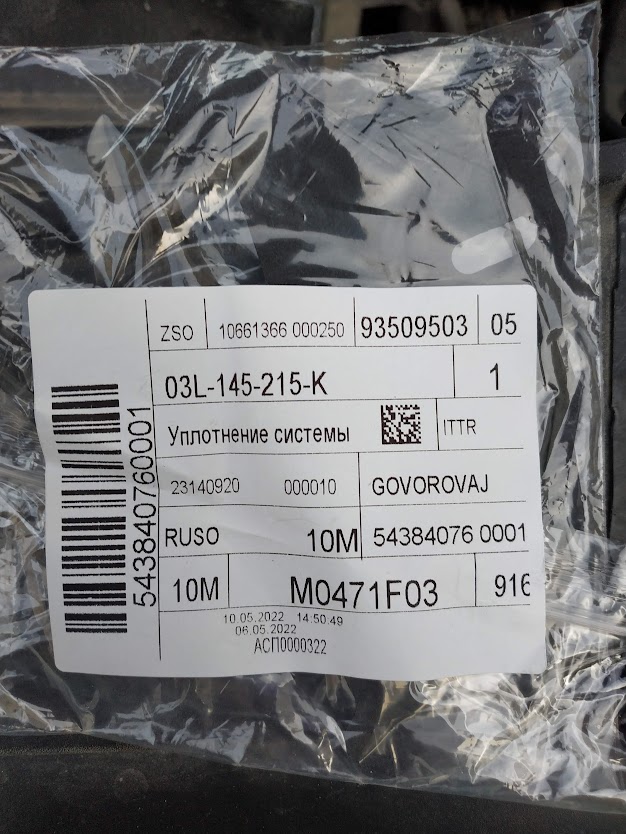 ZSO 10661366 000250 93509503 05
03L-145-215-K 1
Уплотнение системы ITTR
23140920 000010 GOVOROVAJ
RUSO 10M 54384076 0001
10M M0471F03 916
10.05.2022 14:50:49
06.05.2022
АСП0000322
543840760001